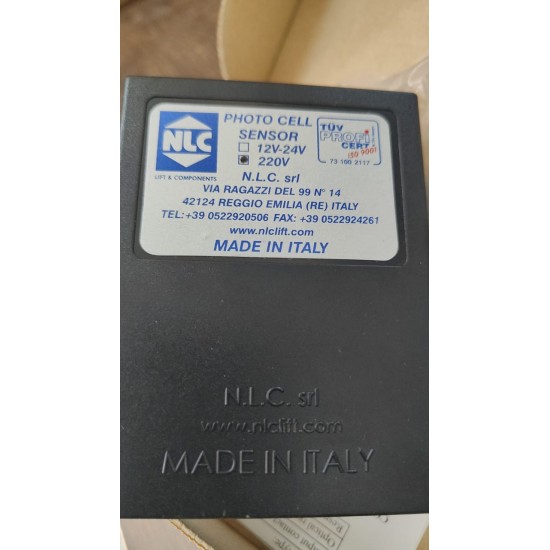 NLC
LIFT & COMPONENTS
PHOTO CELL
SENSOR
12V-24V
220V
TÜV
PROFI
CERT
ISO 9001
73 100 2117
N.L.C. srl
VIA RAGAZZI DEL 99 N° 14
42124 REGGIO EMILIA (RE) ITALY
TEL:+39 0522920506 FAX: +39 0522924261
www.nlclift.com
MADE IN ITALY
N.L.C. srl
www.nlclift.com
MADE IN ITALY